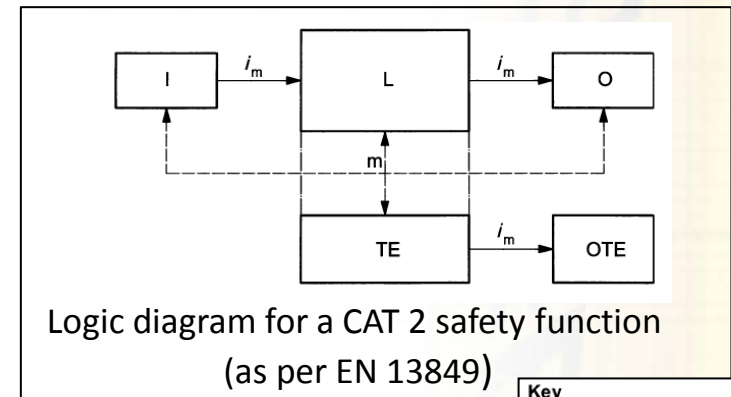 I
i_m
L
i_m
O
m
TE
i_m
OTE
Logic diagram for a CAT 2 safety function
(as per EN 13849)
Key